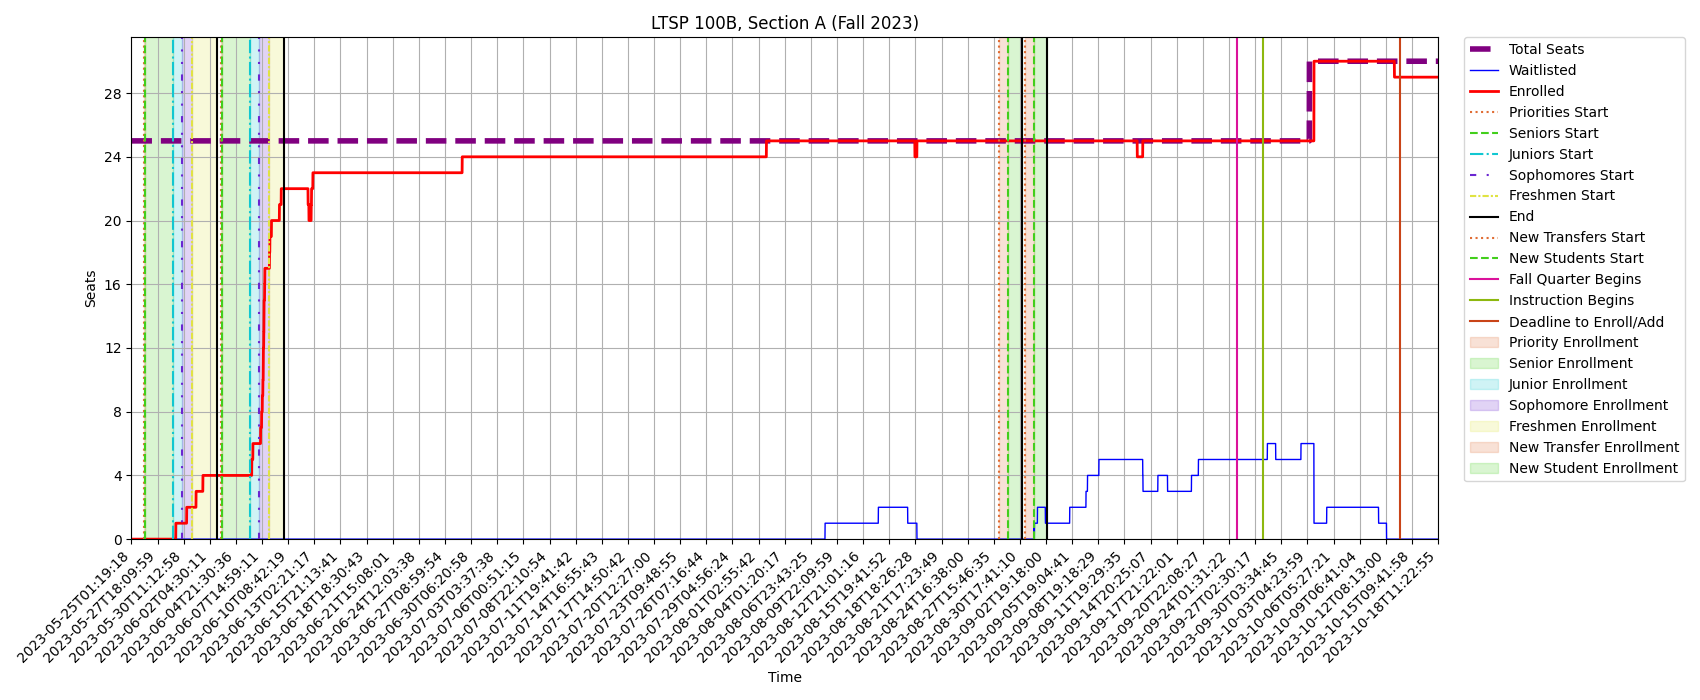 LTSP 100B, Section A (Fall 2023)
Seats
28
24
20
16
12
8
4
0
2023-05-25T01:19:18
2023-05-27T18:09:59
2023-05-30T11:12:58
2023-06-02T04:30:11
2023-06-04T21:30:36
2023-06-07T14:59:11
2023-06-10T08:42:19
2023-06-13T02:21:17
2023-06-15T21:13:41
2023-06-18T18:30:43
2023-06-21T15:08:01
2023-06-24T12:03:38
2023-06-27T08:59:54
2023-06-30T06:20:58
2023-07-03T03:37:38
2023-07-06T00:51:15
2023-07-08T22:10:54
2023-07-11T19:41:42
2023-07-14T16:55:43
2023-07-17T14:50:42
2023-07-20T12:27:00
2023-07-23T09:48:55
2023-07-26T07:16:44
2023-07-29T04:56:24
2023-08-01T02:55:42
2023-08-04T01:20:17
2023-08-06T23:43:25
2023-08-09T22:09:59
2023-08-12T21:01:16
2023-08-15T19:41:52
2023-08-18T18:26:28
2023-08-21T17:23:49
2023-08-24T16:38:00
2023-08-27T15:46:35
2023-08-30T17:41:10
2023-09-02T19:18:00
2023-09-05T19:04:41
2023-09-08T19:18:29
2023-09-11T19:29:35
2023-09-14T20:25:07
2023-09-17T21:22:01
2023-09-20T22:08:27
2023-09-24T01:31:22
2023-09-27T02:30:17
2023-09-30T03:34:45
2023-10-03T04:23:59
2023-10-06T05:27:21
2023-10-09T06:41:04
2023-10-12T08:13:00
2023-10-15T09:41:58
2023-10-18T11:22:55
Time
Total Seats
Waitlisted
Enrolled
Priorities Start
Seniors Start
Juniors Start
Sophomores Start
Freshmen Start
End
New Transfers Start
New Students Start
Fall Quarter Begins
Instruction Begins
Deadline to Enroll/Add
Priority Enrollment
Senior Enrollment
Junior Enrollment
Sophomore Enrollment
Freshmen Enrollment
New Transfer Enrollment
New Student Enrollment